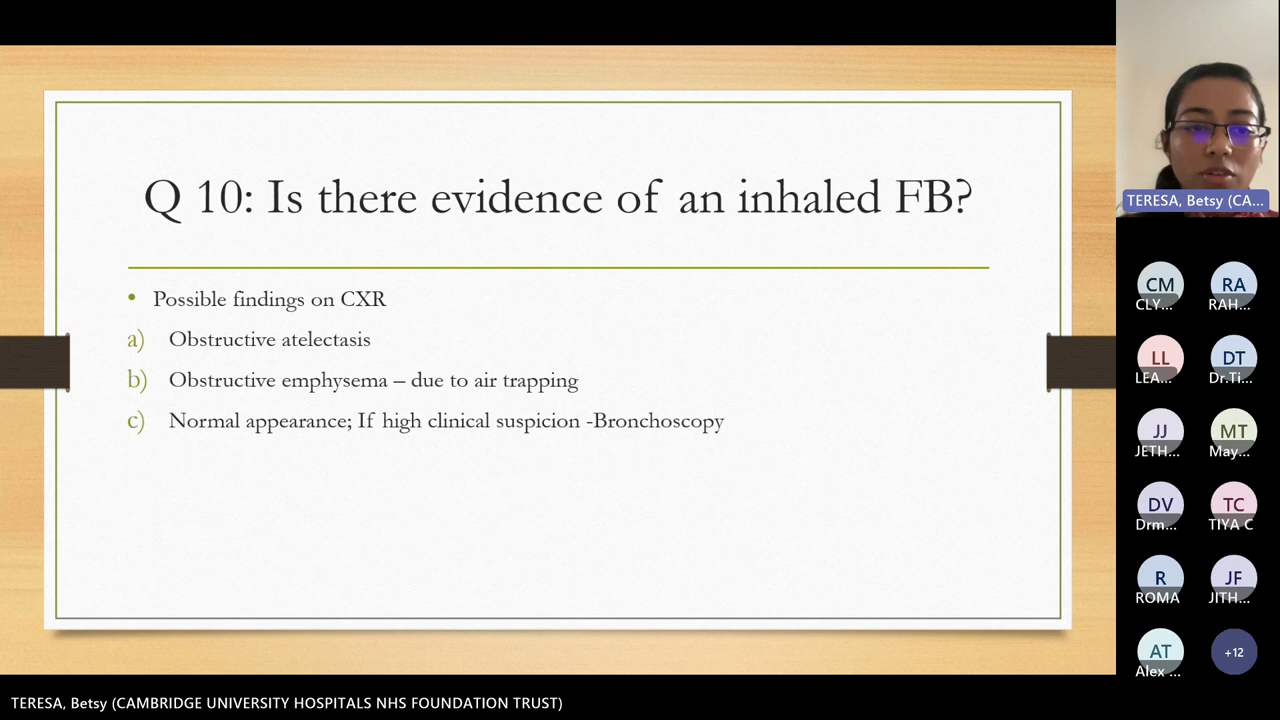 Q 10: Is there evidence of an inhaled FB?
• Possible findings on CXR
a) Obstructive atelectasis
b) Obstructive emphysema – due to air trapping
c) Normal appearance; If high clinical suspicion -Bronchoscopy
TERESA, Betsy (CA...
CM
CLY...
RA
RAH...
LL
LEA...
DT
Dr.Ti...
JJ
JETH...
MT
May...
DV
Drm...
TC
TIYA C
R
ROMA
JF
JITH...
AT
Alex ...
+12
TERESA, Betsy (CAMBRIDGE UNIVERSITY HOSPITALS NHS FOUNDATION TRUST)